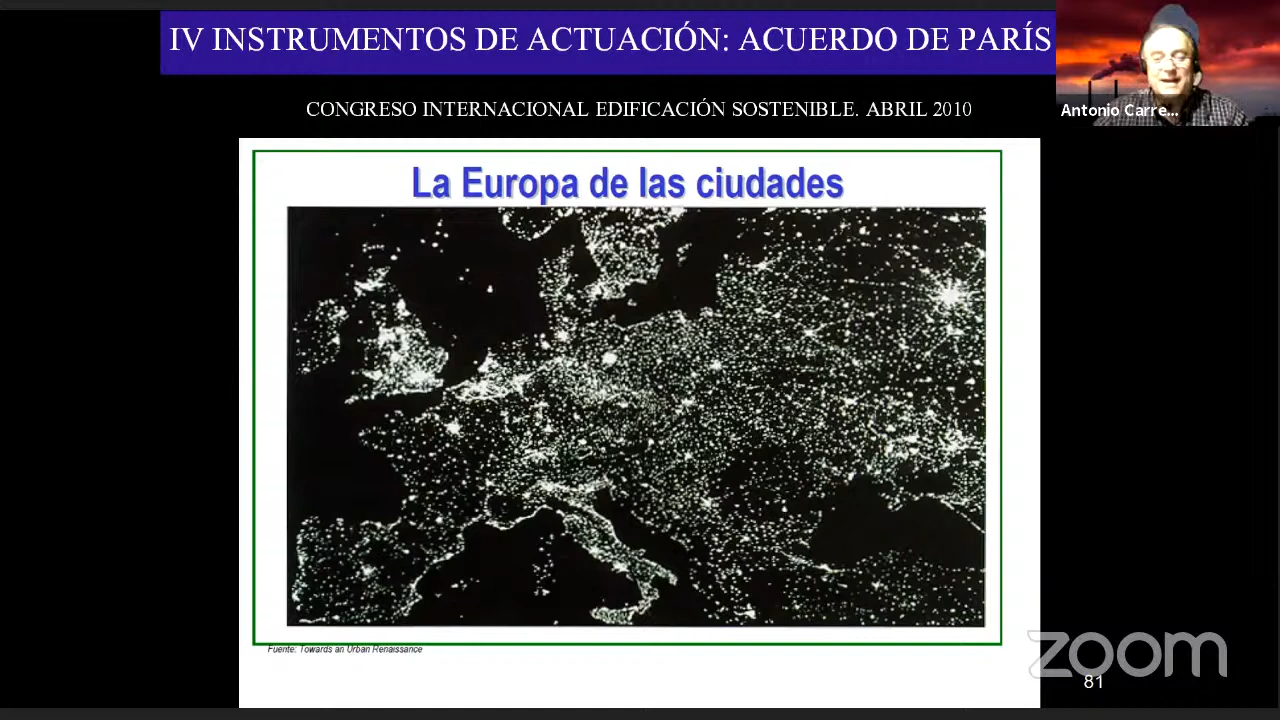 IV INSTRUMENTOS DE ACTUACIÓN: ACUERDO DE PARÍS
CONGRESO INTERNACIONAL EDIFICACIÓN SOSTENIBLE. ABRIL 2010
Antonio Carre...
La Europa de las ciudades
Fuente: Towards an Urban Renaissance
zoom
81